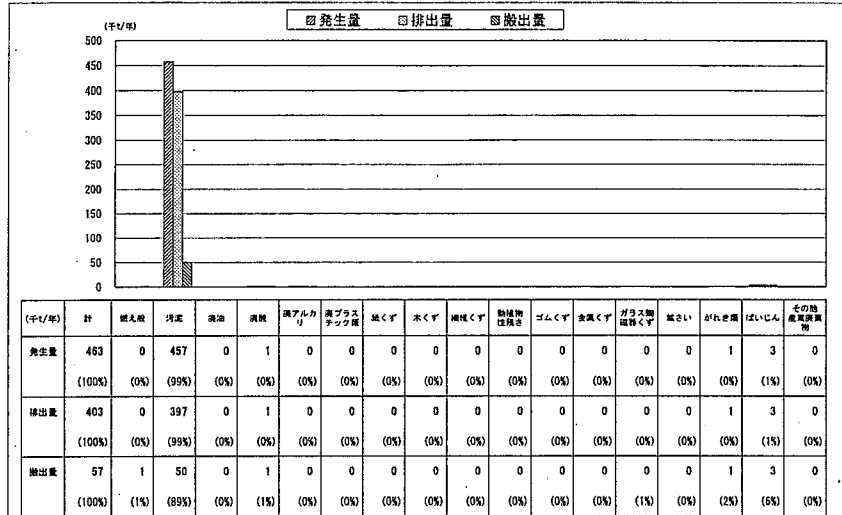 (千t/年)
発生量 排出量 搬出量
500
450
400
350
300
250
200
150
100
50
0
(千t/年) 計 燃え殻 汚泥 廃油 廃酸 廃アルカリ 廃プラスチック類 紙くず 木くず 繊維くず 動植物性残さ ゴムくず 金属くず ガラス陶磁器くず 鉱さい がれき類 ばいじん その他産業廃棄物
発生量 463 0 457 0 1 0 0 0 0 0 0 0 0 0 0 1 3 0
(100%) (0%) (99%) (0%) (0%) (0%) (0%) (0%) (0%) (0%) (0%) (0%) (0%) (0%) (0%) (0%) (1%) (0%)
排出量 403 0 397 0 1 0 0 0 0 0 0 0 0 0 0 1 3 0
(100%) (0%) (99%) (0%) (0%) (0%) (0%) (0%) (0%) (0%) (0%) (0%) (0%) (0%) (0%) (0%) (1%) (0%)
搬出量 57 1 50 0 1 0 0 0 0 0 0 0 0 0 0 1 3 0
(100%) (1%) (89%) (0%) (1%) (0%) (0%) (0%) (0%) (0%) (0%) (0%) (0%) (1%) (0%) (2%) (6%) (0%)